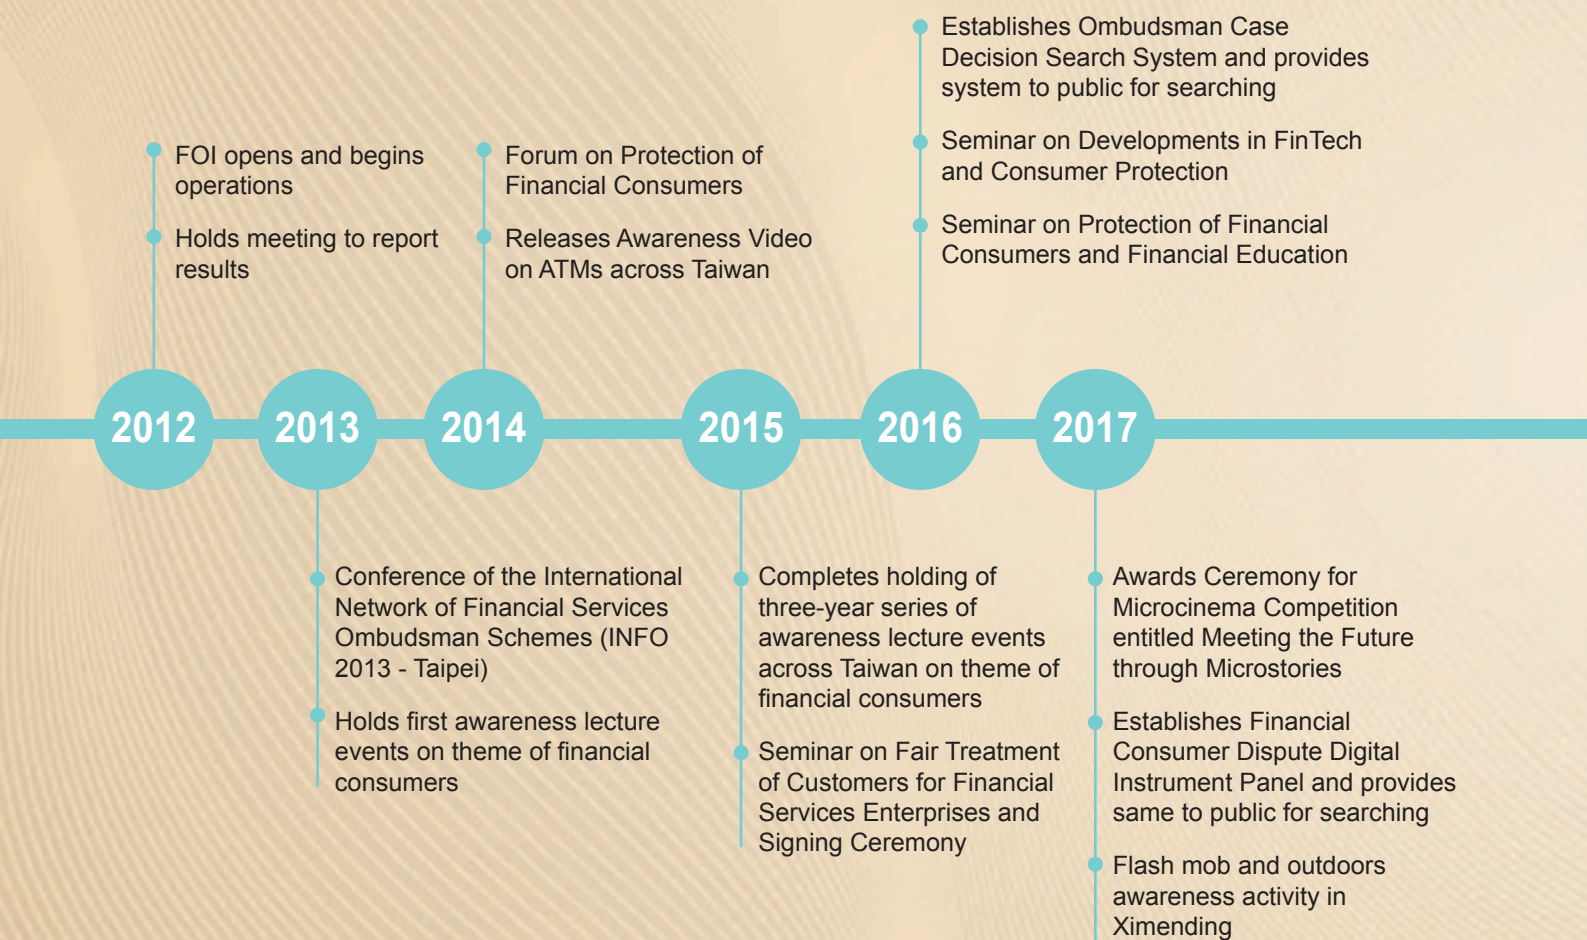 2012
FOI opens and begins
operations
Holds meeting to report
results
2013
Conference of the International
Network of Financial Services
Ombudsman Schemes (INFO
2013 - Taipei)
Holds first awareness lecture
events on theme of financial
consumers
2014
Forum on Protection of
Financial Consumers
Releases Awareness Video
on ATMs across Taiwan
2015
Completes holding of
three-year series of
awareness lecture events
across Taiwan on theme of
financial consumers
Seminar on Fair Treatment
of Customers for Financial
Services Enterprises and
Signing Ceremony
2016
Establishes Ombudsman Case
Decision Search System and provides
system to public for searching
Seminar on Developments in FinTech
and Consumer Protection
Seminar on Protection of Financial
Consumers and Financial Education
2017
Awards Ceremony for
Microcinema Competition
entitled Meeting the Future
through Microstories
Establishes Financial
Consumer Dispute Digital
Instrument Panel and provides
same to public for searching
Flash mob and outdoors
awareness activity in
Ximending